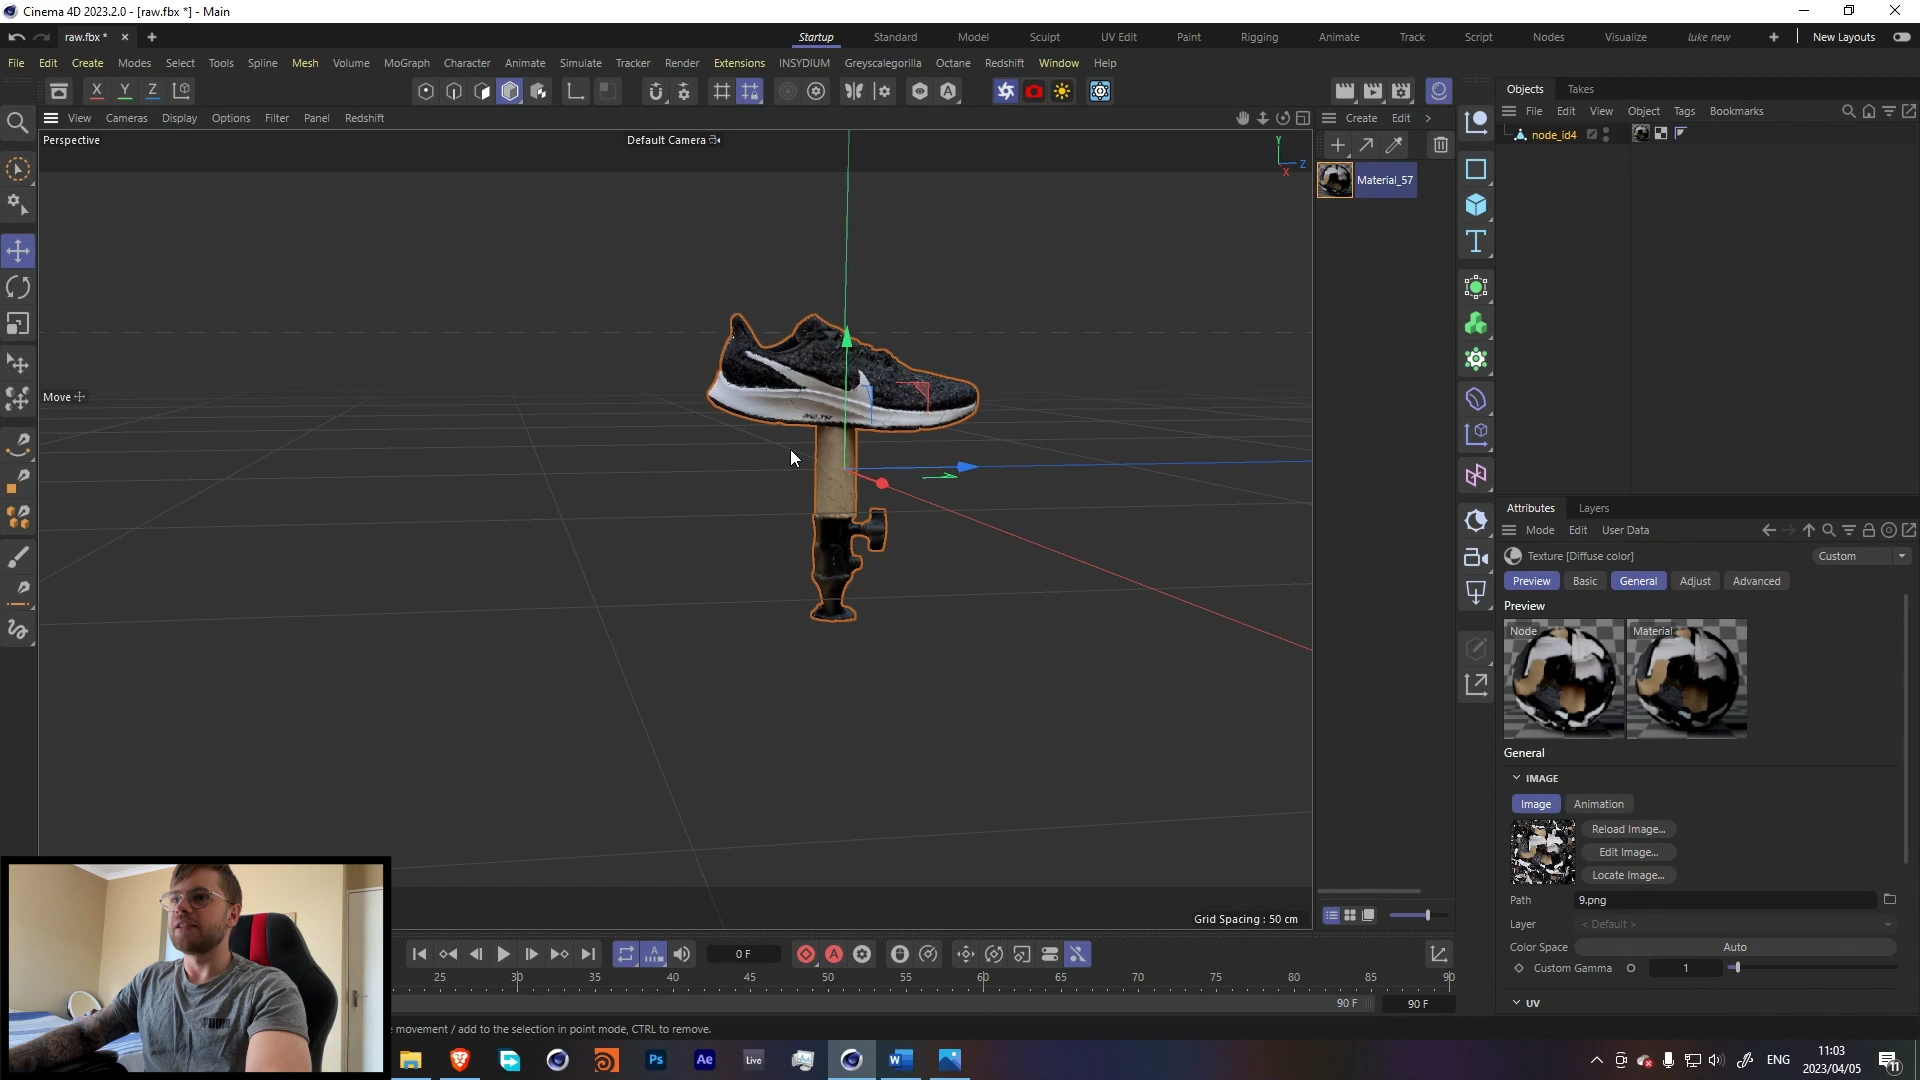 Cinema 4D 2023.2.0 - [raw.fbx *] - Main
raw.fbx *
Startup Standard Model Sculpt UV Edit Paint Rigging Animate Track Script Nodes Visualize luke new New Layouts
File Edit Create Modes Select Tools Spline Mesh Volume MoGraph Character Animate Simulate Tracker Render Extensions INSYDIUM Greyscalegorilla Octane Redshift Window Help
X Y Z
Objects Takes
File Edit View Object Tags Bookmarks
View Cameras Display Options Filter Panel Redshift
Create Edit
Perspective
Default Camera
node_id4
Y
Z
X
Material_57
Move
Attributes Layers
Mode Edit User Data
Texture [Diffuse color]
Custom
Preview Basic General Adjust Advanced
Preview
Node
Material
General
IMAGE
Image Animation
Reload Image...
Edit Image...
Locate Image...
Path 9.png
Layer < Default >
Color Space Auto
Custom Gamma 1
UV
Grid Spacing : 50 cm
0 F
25 30 35 40 45 50 55 60 65 70 75 80 85 90
90 F
90 F
movement / add to the selection in point mode, CTRL to remove.
Ps
Ae
Live
ENG
11:03
2023/04/05
11